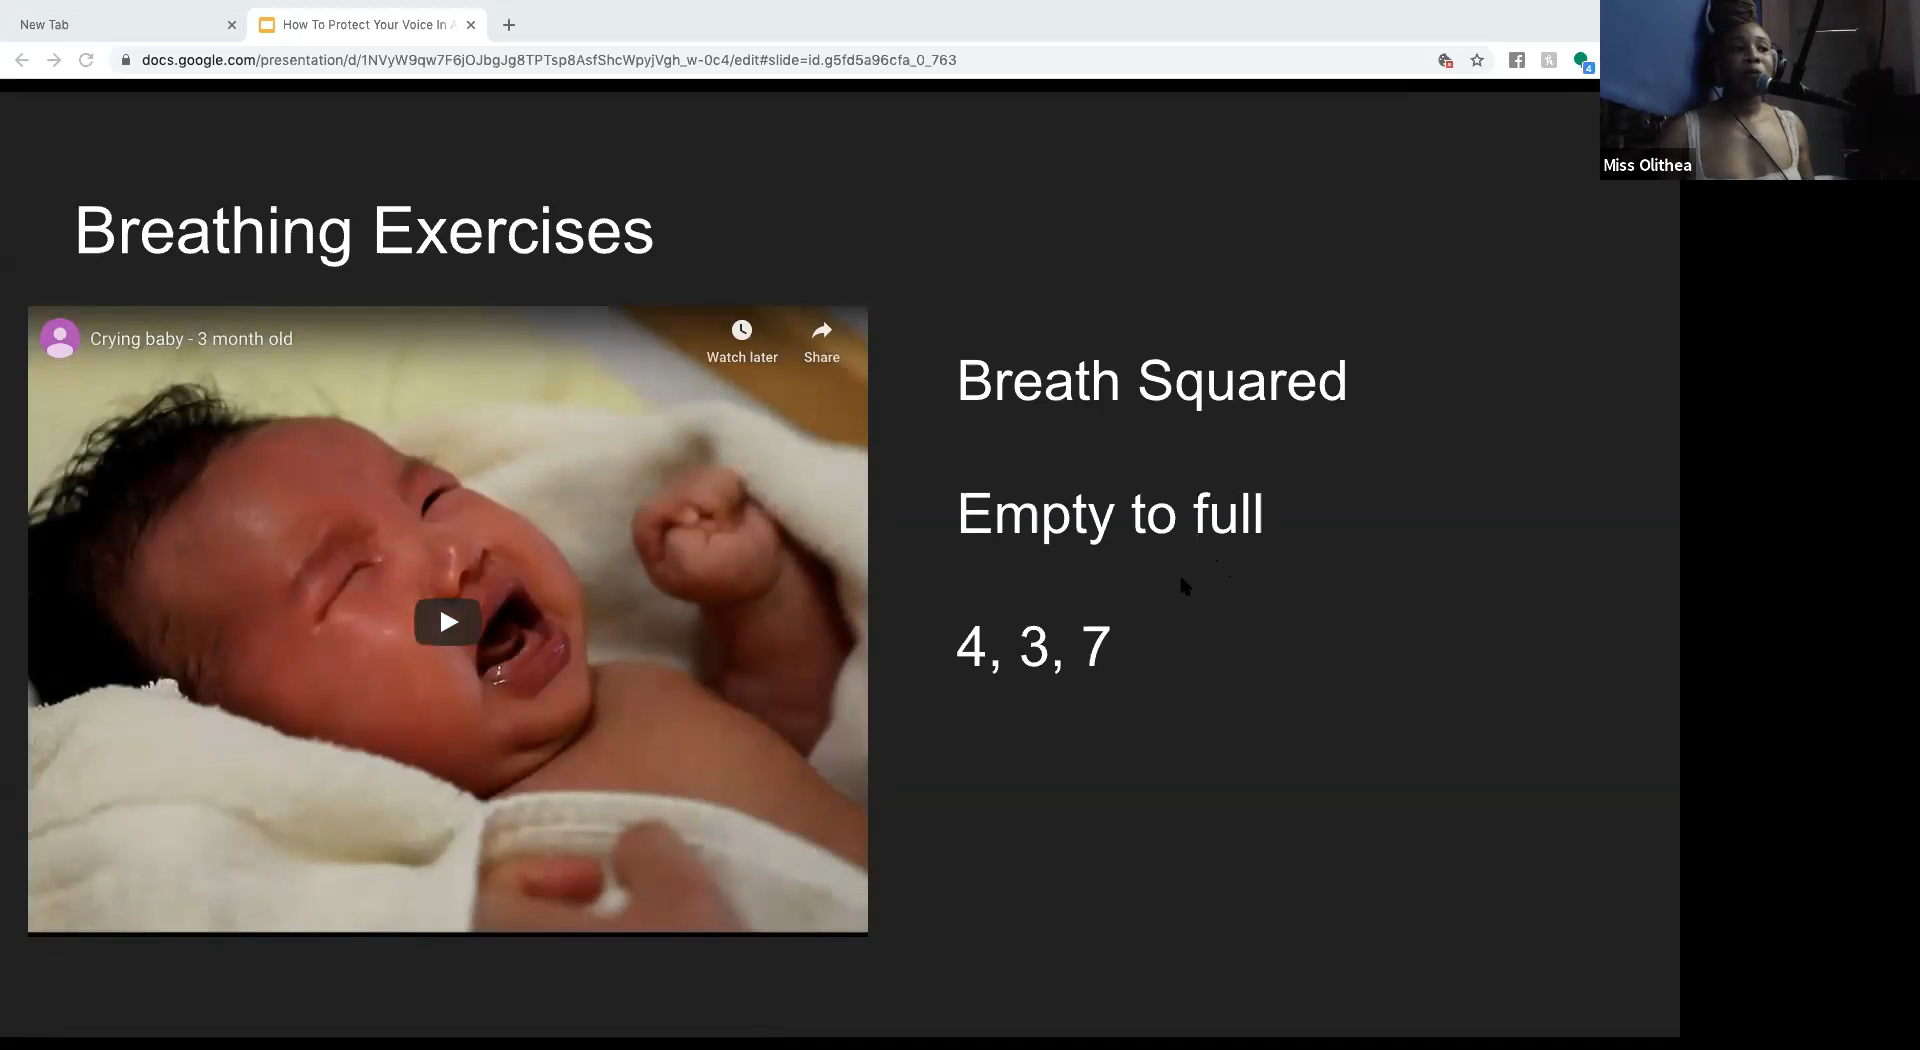 New Tab
How To Protect Your Voice In A
docs.google.com/presentation/d/1NVyW9qw7F6jOJbgJg8TPTsp8AsfShcWpyjVgh_w-0c4/edit#slide=id.g5fd5a96cfa_0_763
4
Miss Olithea
Breathing Exercises
Crying baby - 3 month old
Watch later
Share
Breath Squared
Empty to full
4, 3, 7